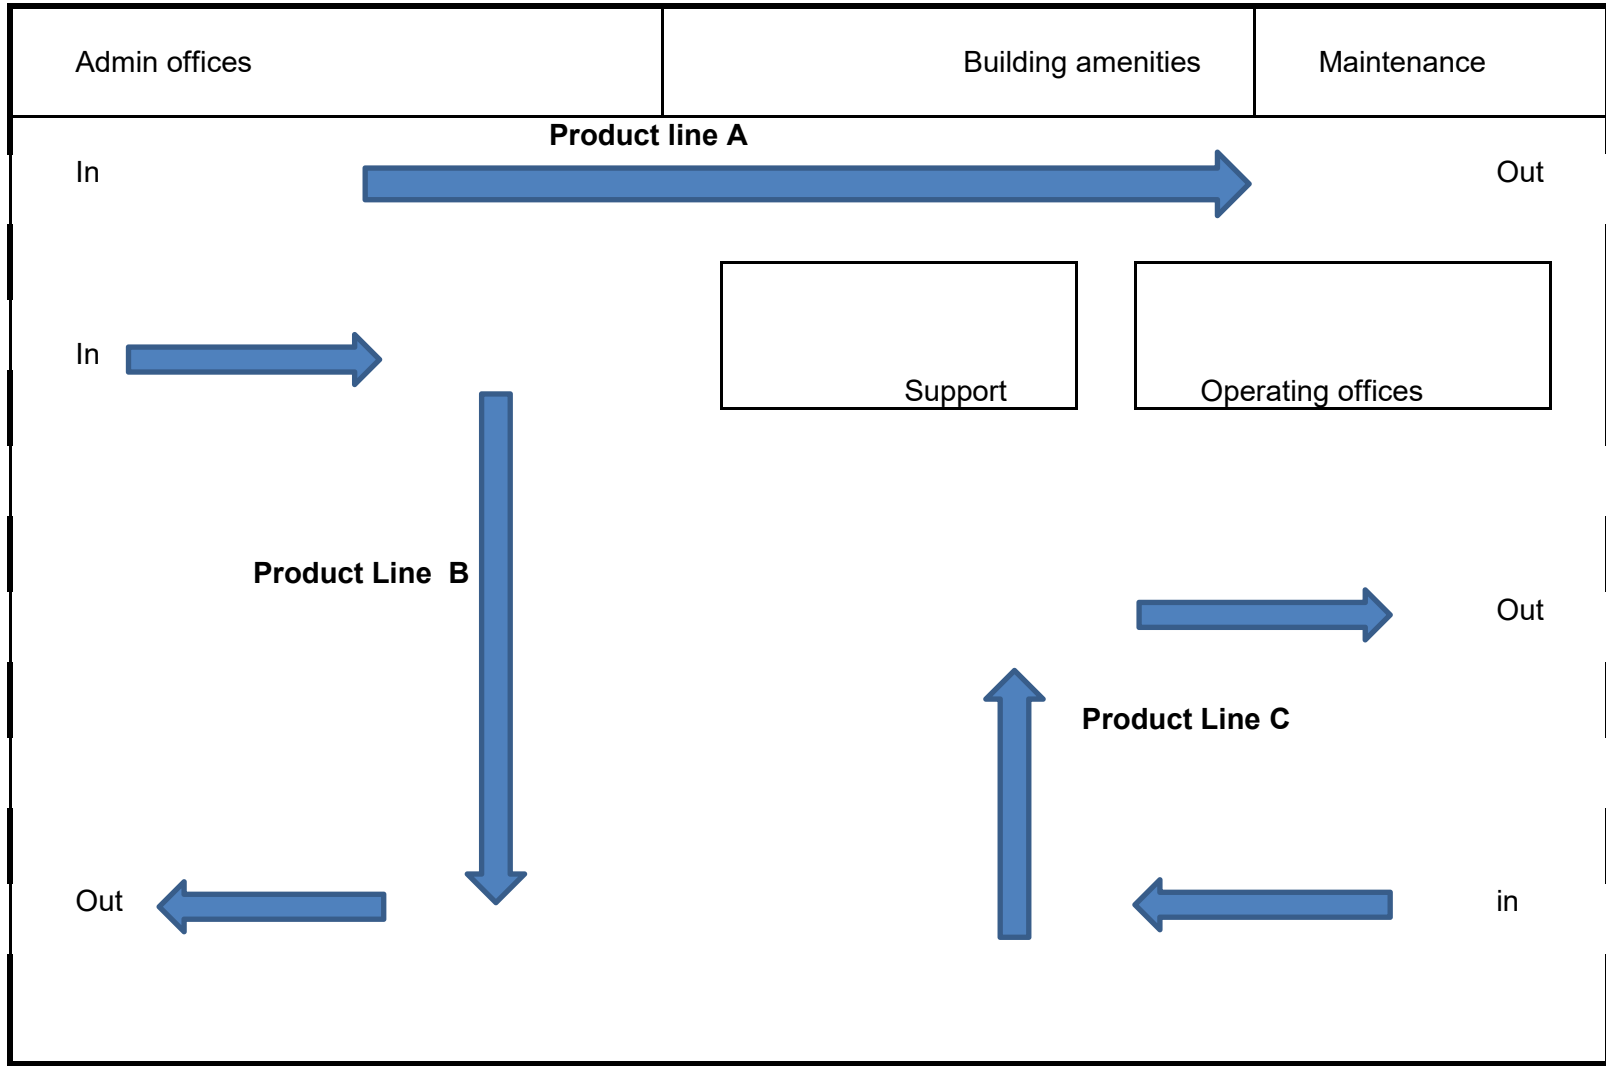 Admin offices
Building amenities
Maintenance
Product line A
In
Out
In
Support
Operating offices
Product Line  B
Out
Product Line C
Out
in